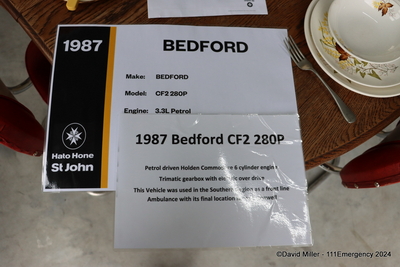 1987
BEDFORD
Make: BEDFORD
Model: CF2 280P
Engine: 3.3L Petrol
Hato Hone
St John
1987 Bedford CF2 280P
Petrol driven Holden Commodore 6 cylinder engine
Trimatic gearbox with electric over drive
This Vehicle was used in the Southern Region as a front line
Ambulance with its final location
©David Miller - 111Emergency 2024